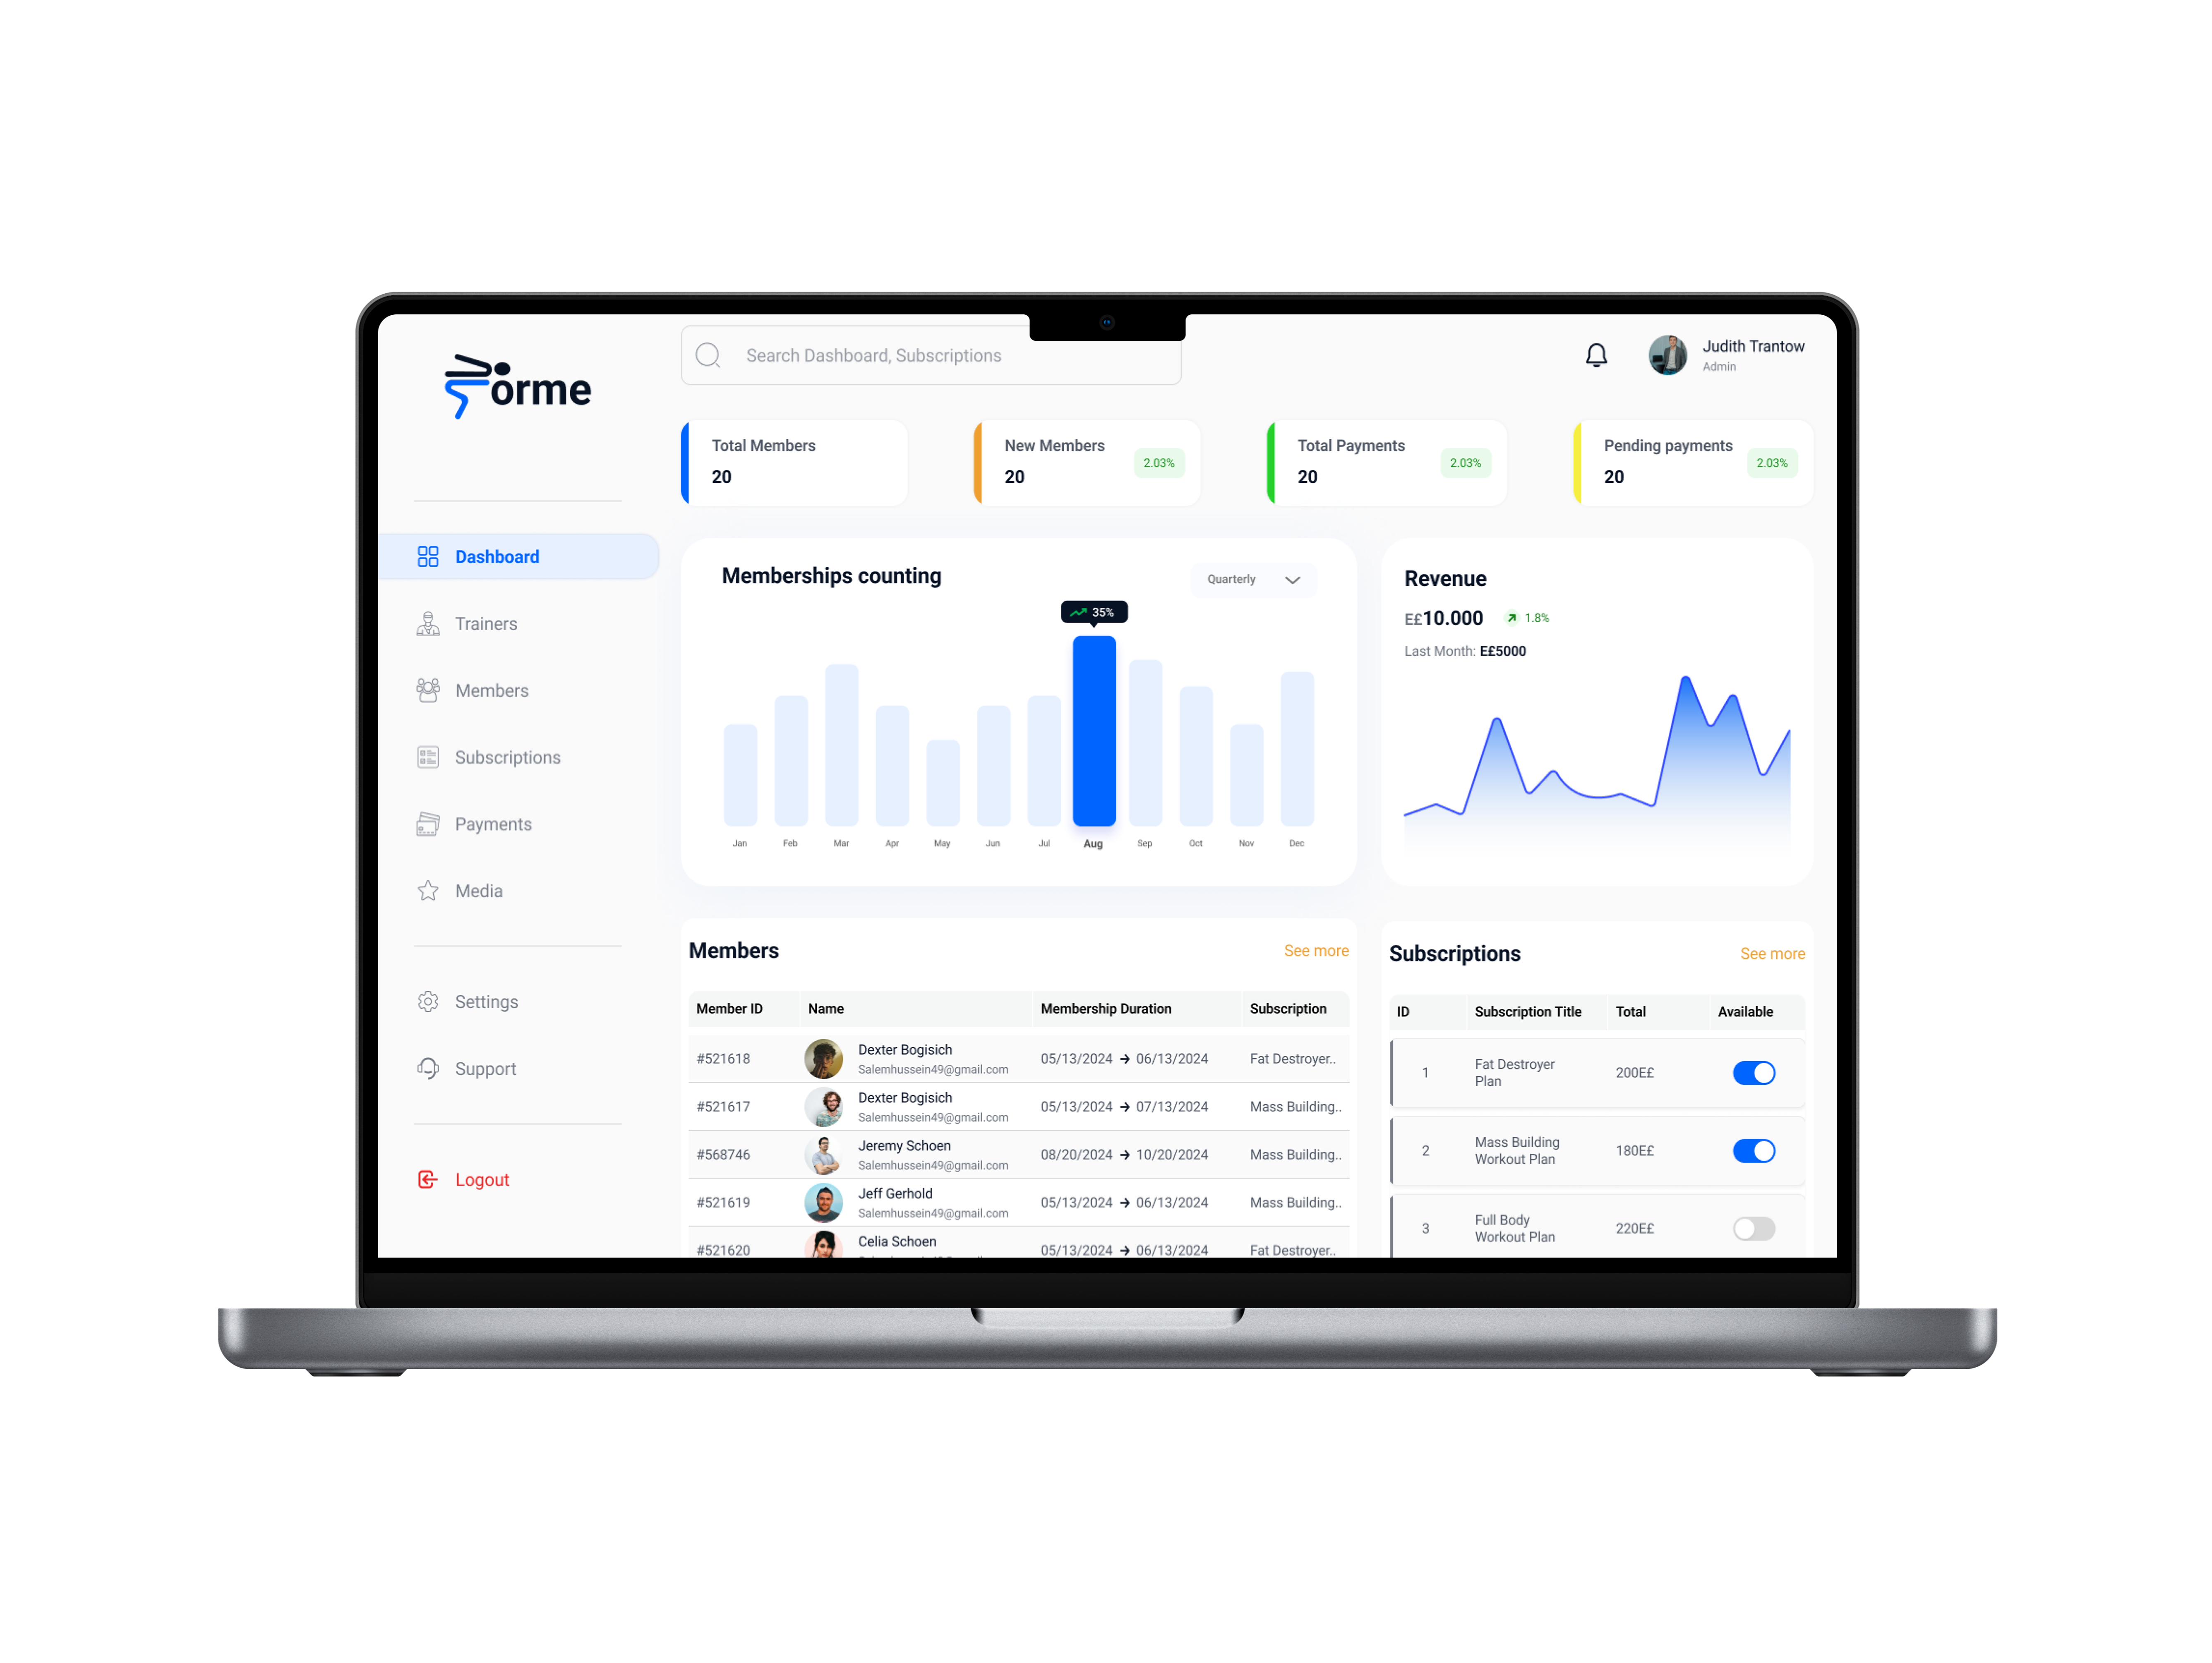 orme
Search Dashboard, Subscriptions
Judith Trantow
Admin
Total Members
20
New Members
20
2.03%
Total Payments
20
2.03%
Pending payments
20
2.03%
Dashboard
Trainers
Members
Subscriptions
Payments
Media
Settings
Support
Logout
Memberships counting
Quarterly
35%
Jan Feb Mar Apr May Jun Jul Aug Sep Oct Nov Dec
Revenue
E£10.000 1.8%
Last Month: E£5000
Members See more
Member ID Name Membership Duration Subscription
#521618 Dexter Bogisich 05/13/2024 → 06/13/2024 Fat Destroyer..
Salemhussein49@gmail.com
#521617 Dexter Bogisich 05/13/2024 → 07/13/2024 Mass Building..
Salemhussein49@gmail.com
#568746 Jeremy Schoen 08/20/2024 → 10/20/2024 Mass Building..
Salemhussein49@gmail.com
#521619 Jeff Gerhold 05/13/2024 → 06/13/2024 Mass Building..
Salemhussein49@gmail.com
#521620 Celia Schoen 05/13/2024 → 06/13/2024 Fat Destroyer..
Subscriptions See more
ID Subscription Title Total Available
1 Fat Destroyer
Plan 200E£
2 Mass Building
Workout Plan 180E£
3 Full Body
Workout Plan 220E£